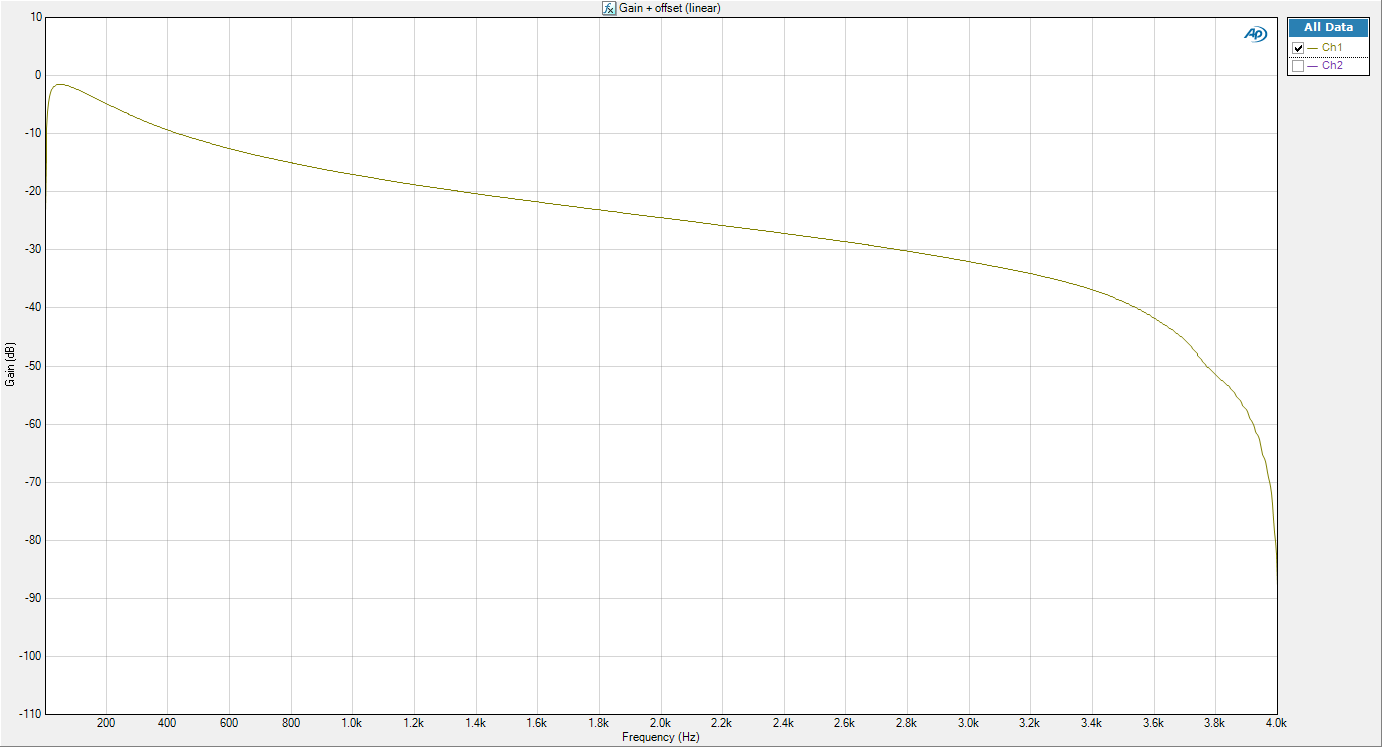 Gain + offset (linear)
AP
All Data
Ch1
Ch2
10
0
-10
-20
-30
-40
-50
-60
-70
-80
-90
-100
-110
Gain (dB)
200 400 600 800 1.0k 1.2k 1.4k 1.6k 1.8k 2.0k 2.2k 2.4k 2.6k 2.8k 3.0k 3.2k 3.4k 3.6k 3.8k 4.0k
Frequency (Hz)